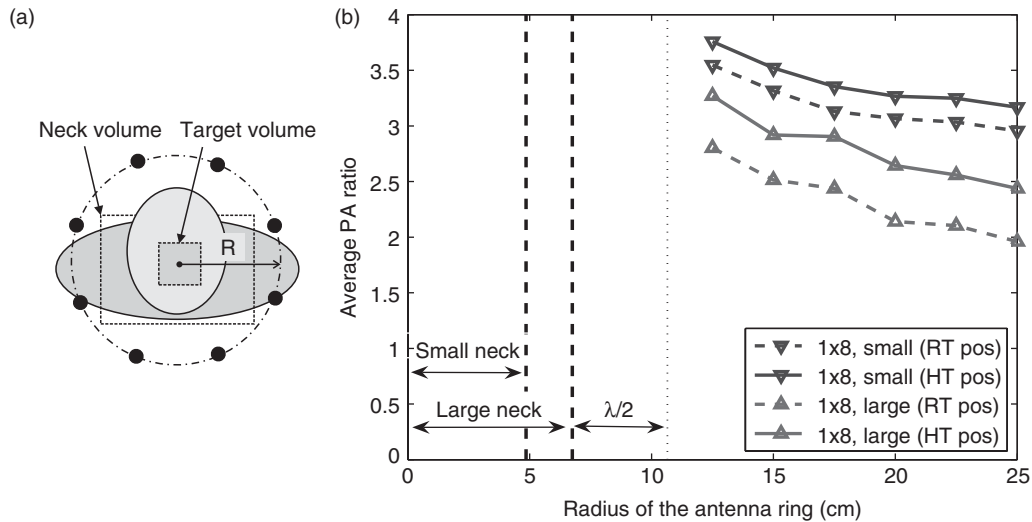 (a)
Neck volume Target volume
R
(b)
4
3.5
3
2.5
2
1.5
1
0.5
0
Average PA ratio
Small neck
Large neck
λ/2
1x8, small (RT pos)
1x8, small (HT pos)
1x8, large (RT pos)
1x8, large (HT pos)
0 5 10 15 20 25
Radius of the antenna ring (cm)